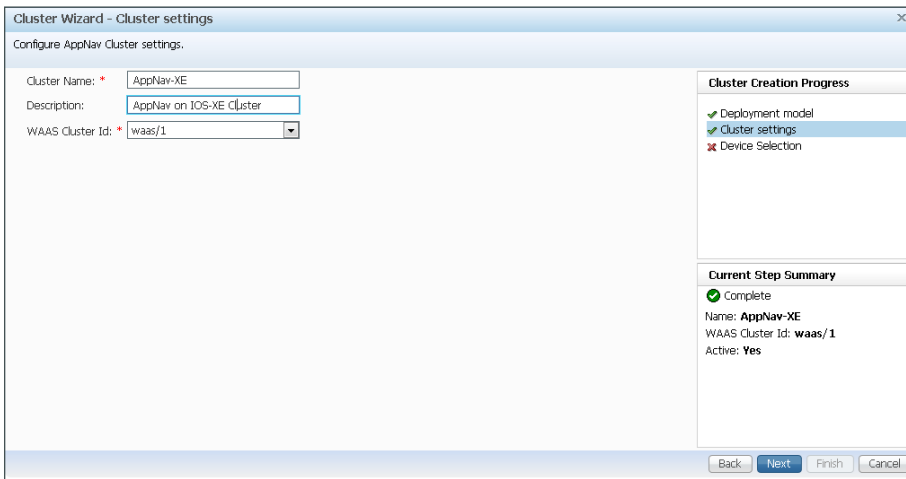 Cluster Wizard - Cluster settings
Configure AppNav Cluster settings.
Cluster Name: * AppNav-XE
Description: AppNav on IOS-XE Cluster
WAAS Cluster Id: * waas/1
Cluster Creation Progress
Deployment model
Cluster settings
Device Selection
Current Step Summary
Complete
Name: AppNav-XE
WAAS Cluster Id: waas/1
Active: Yes
Back Next Finish Cancel